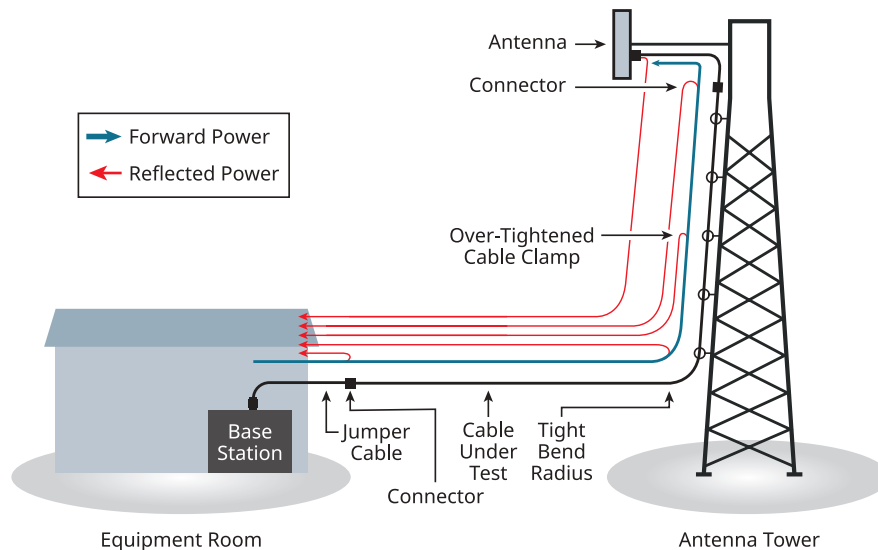 Antenna
Connector
Forward Power
Reflected Power
Over-Tightened
Cable Clamp
Base
Station
Jumper
Cable
Connector
Cable
Under
Test
Tight
Bend
Radius
Equipment Room
Antenna Tower